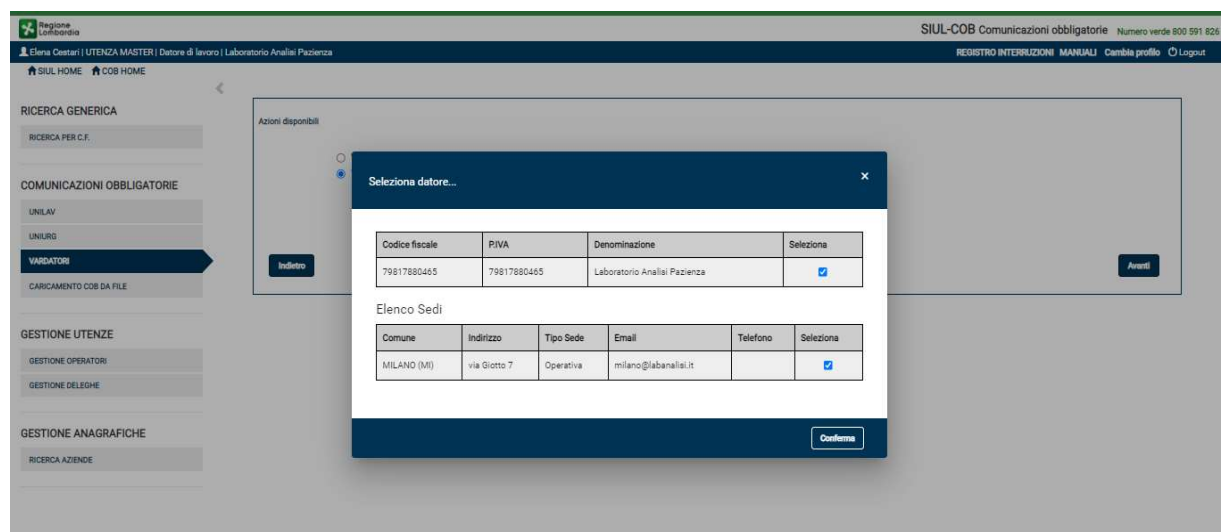 Regione
Lombardia
SIUL-COB Comunicazioni obbligatorie Numero verde 800 591 826
Elena Cestari | UTENZA MASTER | Datore di lavoro | Laboratorio Analisi Pazienza
REGISTRO INTERRUZIONI MANUALI Cambia profilo Logout
SIUL HOME COB HOME
RICERCA GENERICA
RICERCA PER C.F.
COMUNICAZIONI OBBLIGATORIE
UNILAV
UNIURG
VARDATORI
CARICAMENTO COB DA FILE
GESTIONE UTENZE
GESTIONE OPERATORI
GESTIONE DELEGHE
GESTIONE ANAGRAFICHE
RICERCA AZIENDE
Azioni disponibili
Indietro
Avanti
Seleziona datore... ×
Codice fiscale P.IVA Denominazione Seleziona
79817880465 79817880465 Laboratorio Analisi Pazienza
Elenco Sedi
Comune Indirizzo Tipo Sede Email Telefono Seleziona
MILANO (MI) via Giotto 7 Operativa milano@labanalisi.it
Conferma